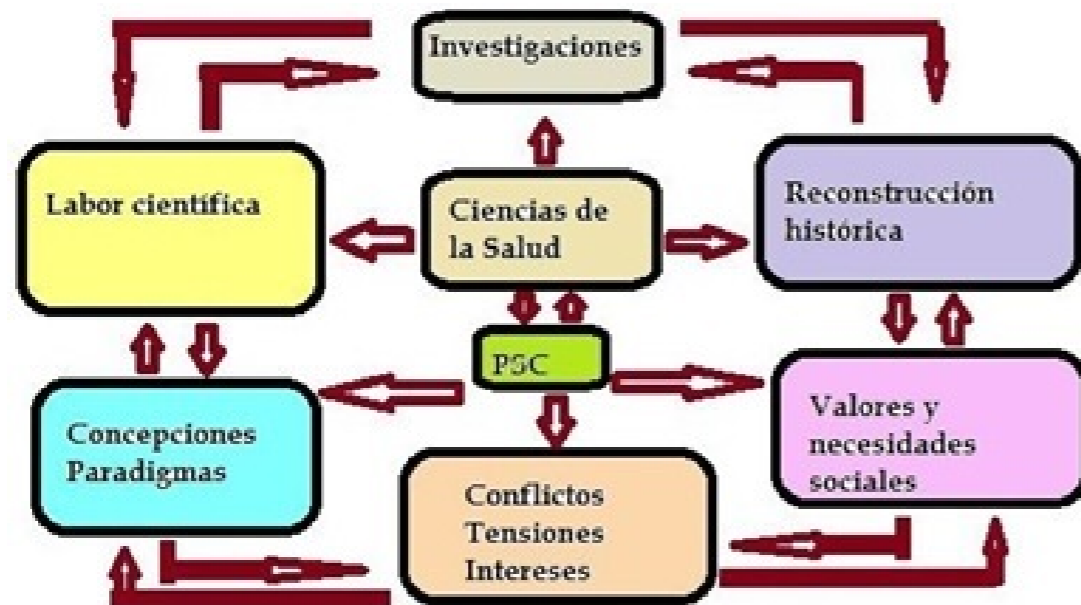 Investigaciones
Labor científica
Ciencias de
la Salud
Reconstrucción
histórica
PSC
Concepciones
Paradigmas
Conflictos
Tensiones
Intereses
Valores y
necesidades
sociales